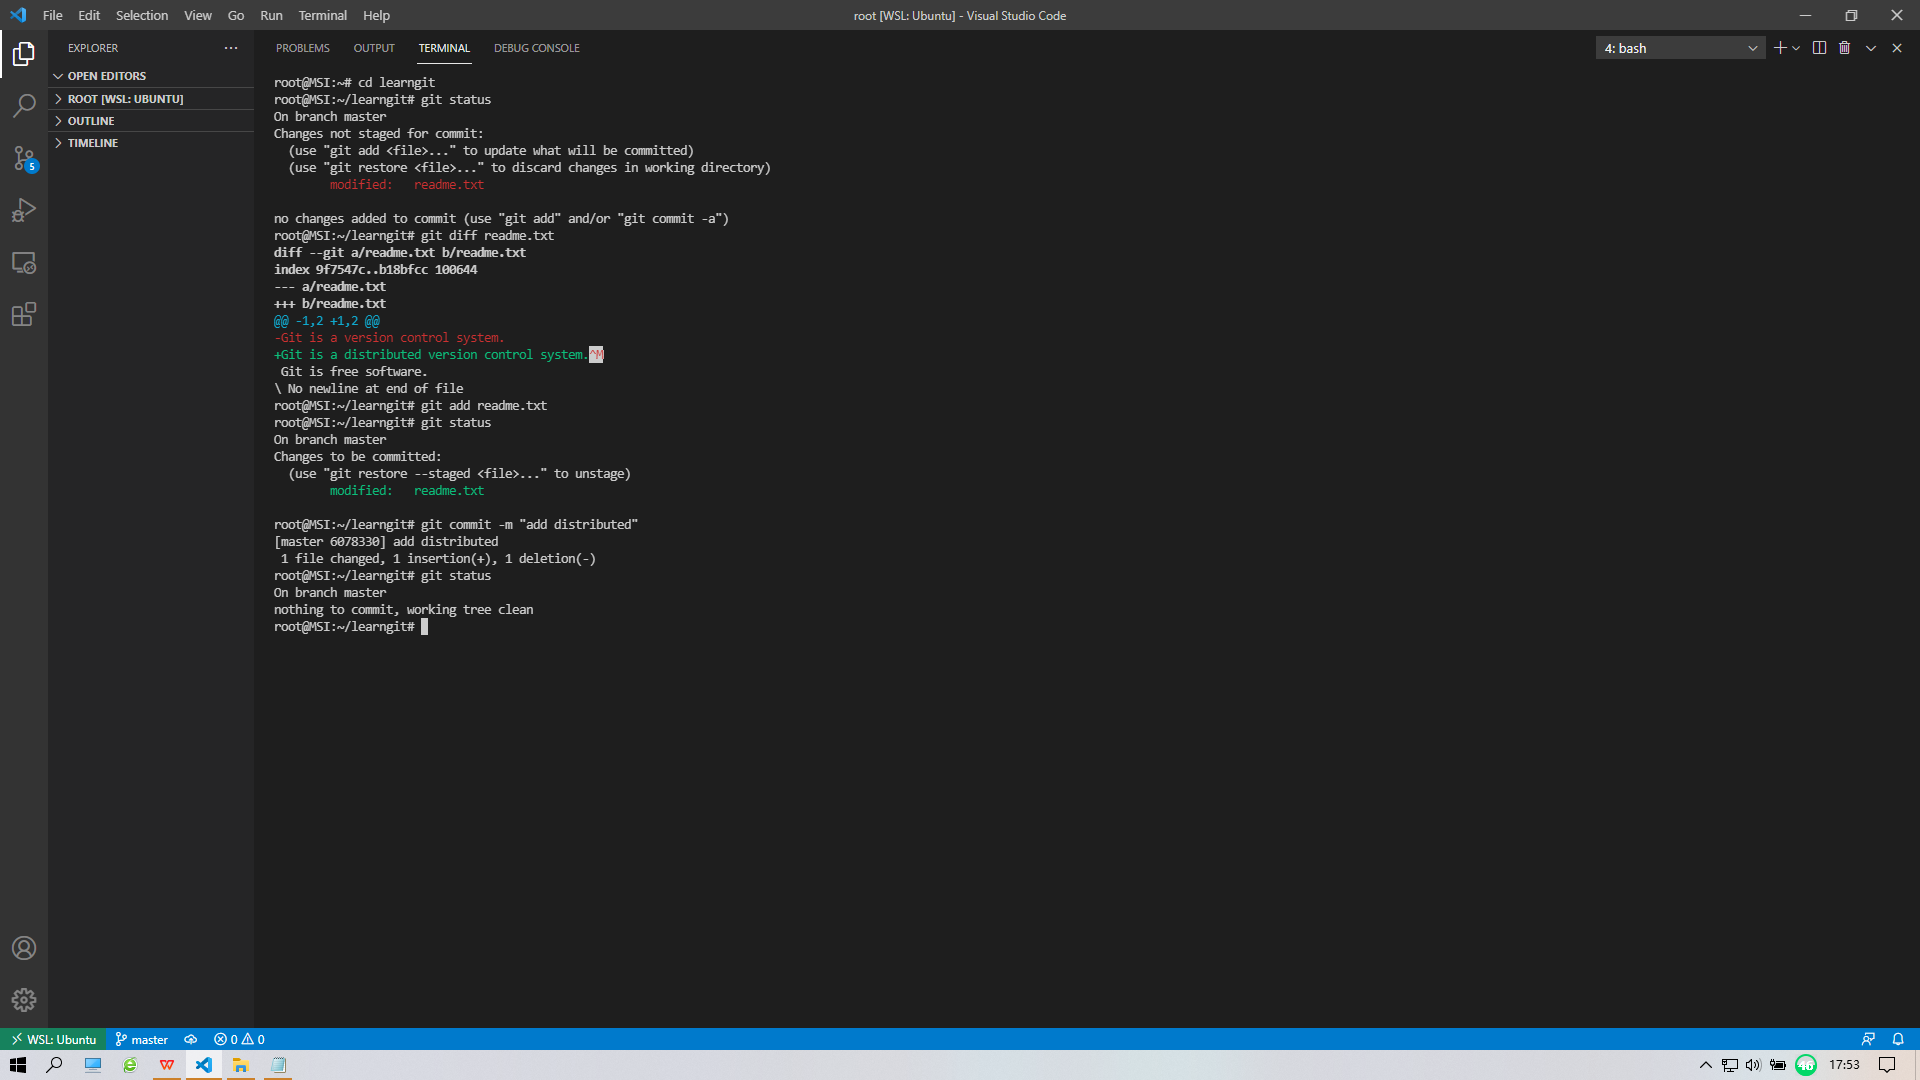 File Edit Selection View Go Run Terminal Help
root [WSL: Ubuntu] - Visual Studio Code
EXPLORER
OPEN EDITORS
ROOT [WSL: UBUNTU]
OUTLINE
TIMELINE
5
PROBLEMS OUTPUT TERMINAL DEBUG CONSOLE
4: bash
root@MSI:~# cd learngit
root@MSI:~/learngit# git status
On branch master
Changes not staged for commit:
  (use "git add <file>..." to update what will be committed)
  (use "git restore <file>..." to discard changes in working directory)
        modified:   readme.txt
no changes added to commit (use "git add" and/or "git commit -a")
root@MSI:~/learngit# git diff readme.txt
diff --git a/readme.txt b/readme.txt
index 9f7547c..b18bfcc 100644
--- a/readme.txt
+++ b/readme.txt
@@ -1,2 +1,2 @@
-Git is a version control system.
+Git is a distributed version control system.^M
 Git is free software.
\ No newline at end of file
root@MSI:~/learngit# git add readme.txt
root@MSI:~/learngit# git status
On branch master
Changes to be committed:
  (use "git restore --staged <file>..." to unstage)
        modified:   readme.txt
root@MSI:~/learngit# git commit -m "add distributed"
[master 6078330] add distributed
 1 file changed, 1 insertion(+), 1 deletion(-)
root@MSI:~/learngit# git status
On branch master
nothing to commit, working tree clean
root@MSI:~/learngit#
WSL: Ubuntu master 0 0
46 17:53